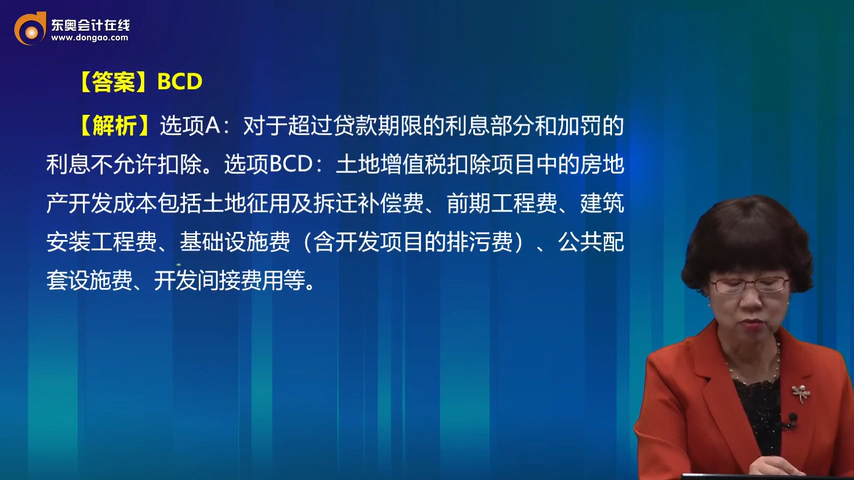 东奥会计在线
www.dongao.com
【答案】BCD
【解析】选项A：对于超过贷款期限的利息部分和加罚的
利息不允许扣除。选项BCD：土地增值税扣除项目中的房地
产开发成本包括土地征用及拆迁补偿费、前期工程费、建筑
安装工程费、基础设施费（含开发项目的排污费）、公共配
套设施费、开发间接费用等。